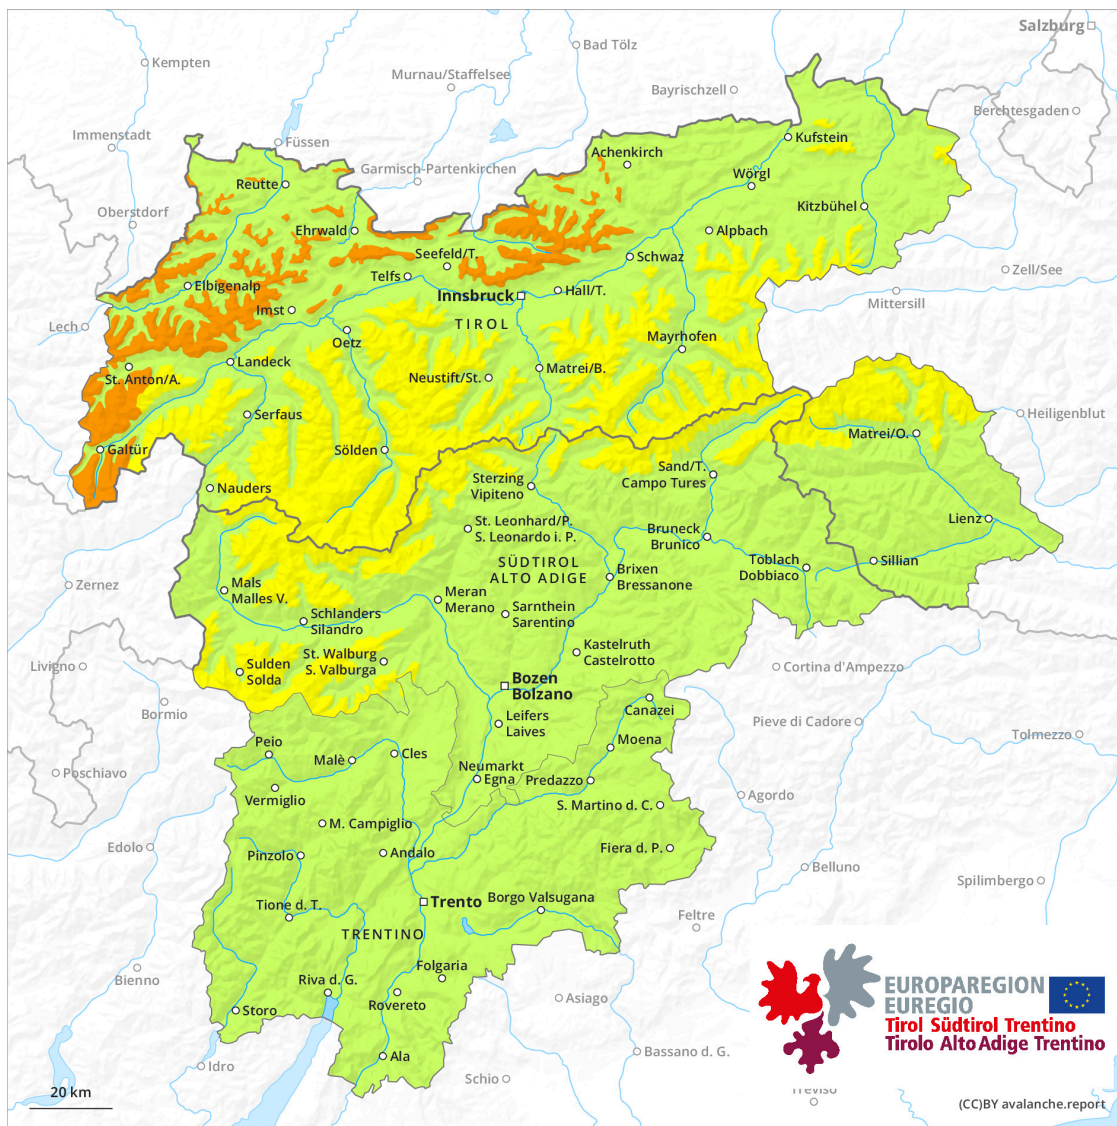 Salzburg
Bad Tölz
Kempten
Murnau/Staffelsee
Bayrischzell
Berchtesgaden
Immenstadt
Füssen
Kufstein
Achenkirch
Garmisch-Partenkirchen
Wörgl
Reutte
Oberstdorf
Kitzbühel
Ehrwald
Alpbach
Seefeld/T.
Schwaz
Zell/See
Telfs
Elbigenalp
Innsbruck
Hall/T.
Mittersill
Imst
TIROL
Lech
Oetz
Mayrhofen
Landeck
Matrei/B.
St. Anton/A.
Neustift/St.
Serfaus
Heiligenblut
Matrei/O.
Galtür
Sölden
Sand/T.
Campo Tures
Sterzing
Vipiteno
Nauders
St. Leonhard/P.
S. Leonardo i. P.
Lienz
Bruneck
Brunico
SÜDTIROL
ALTO ADIGE
Toblach
Dobbiaco
Sillian
Brixen
Bressanone
Zernez
Mals
Malles V.
Meran
Merano
Sarnthein
Sarentino
Schlanders
Silandro
Kastelruth
Castelrotto
St. Walburg
S. Valburga
Livigno
Sulden
Solda
Cortina d'Ampezzo
Bozen
Bolzano
Bormio
Canazei
Leifers
Laives
Pieve di Cadore
Tolmezzo
Peio
Moena
Cles
Malè
Poschiavo
Neumarkt
Egna
Predazzo
Vermiglio
Agordo
S. Martino d. C.
M. Campiglio
Edolo
Pinzolo
Andalo
Fiera d. P.
Belluno
Spilimbergo
Trento
Borgo Valsugana
Tione d. T.
Feltre
TRENTINO
Bienno
Folgaria
Riva d. G.
EUROPAREGION
EUREGIO
Tirol Südtirol Trentino
Tirolo Alto Adige Trentino
Storo
Rovereto
Asiago
Ala
Idro
Schio
Bassano d. G.
Treviso
20 km
(CC)BY avalanche.report